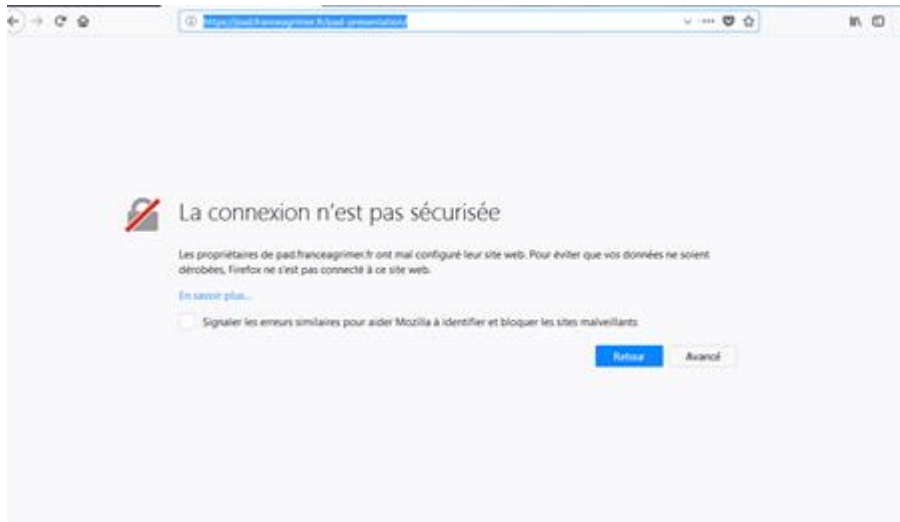 https://pad.franceagrimer.fr/pad-presentation/
La connexion n'est pas sécurisée
Les propriétaires de pad.franceagrimer.fr ont mal configuré leur site web. Pour éviter que vos données ne soient
dérobées, Firefox ne s'est pas connecté à ce site web.
En savoir plus...
Signaler les erreurs similaires pour aider Mozilla à identifier et bloquer les sites malveillants
Retour
Avancé